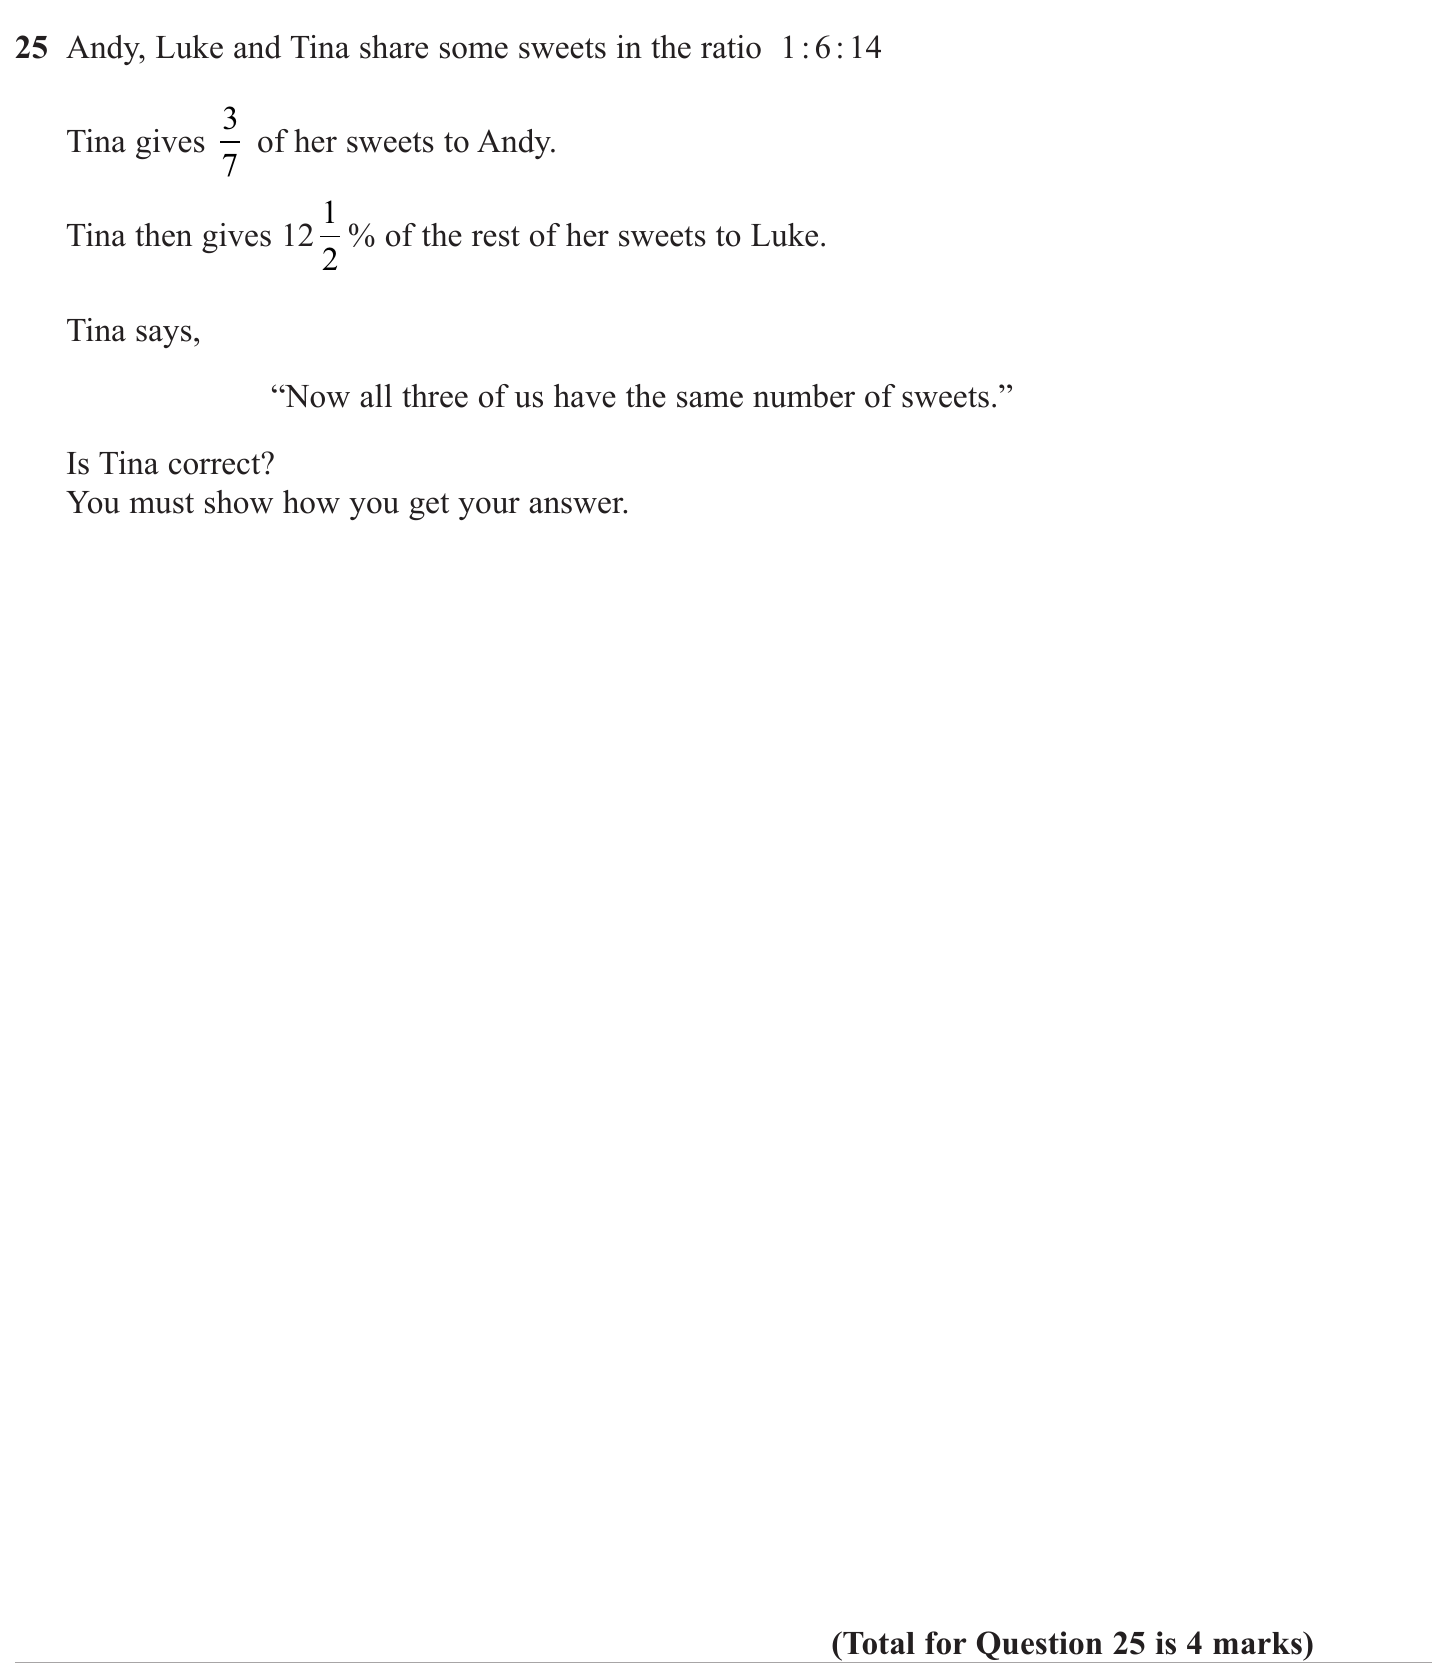 25 Andy, Luke and Tina share some sweets in the ratio 1 : 6 : 14
Tina gives 3/7 of her sweets to Andy.
Tina then gives 12 1/2 % of the rest of her sweets to Luke.
Tina says,
“Now all three of us have the same number of sweets.”
Is Tina correct?
You must show how you get your answer.
(Total for Question 25 is 4 marks)